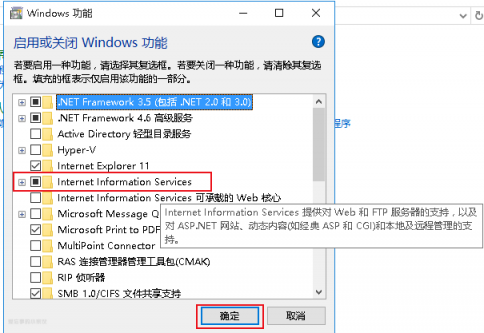 Windows 功能
启用或关闭 Windows 功能
若要启用一种功能，请选择其复选框。若要关闭一种功能，请清除其复选
框。填充的框表示仅启用该功能的一部分。
.NET Framework 3.5 (包括 .NET 2.0 和 3.0)
.NET Framework 4.6 高级服务
Active Directory 轻型目录服务
程序
Hyper-V
Internet Explorer 11
Internet Information Services
Internet Information Services 可承载的 Web 核心
Microsoft Message Q
Internet Information Services 提供对 Web 和 FTP 服务器的支持，以及
对 ASP.NET 网站、动态内容(如经典 ASP 和 CGI)和本地及远程管理的支
持。
Microsoft Print to PDF
MultiPoint Connector
RAS 连接管理器管理工具包(CMAK)
RIP 侦听器
SMB 1.0/CIFS 文件共享支持
确定
取消